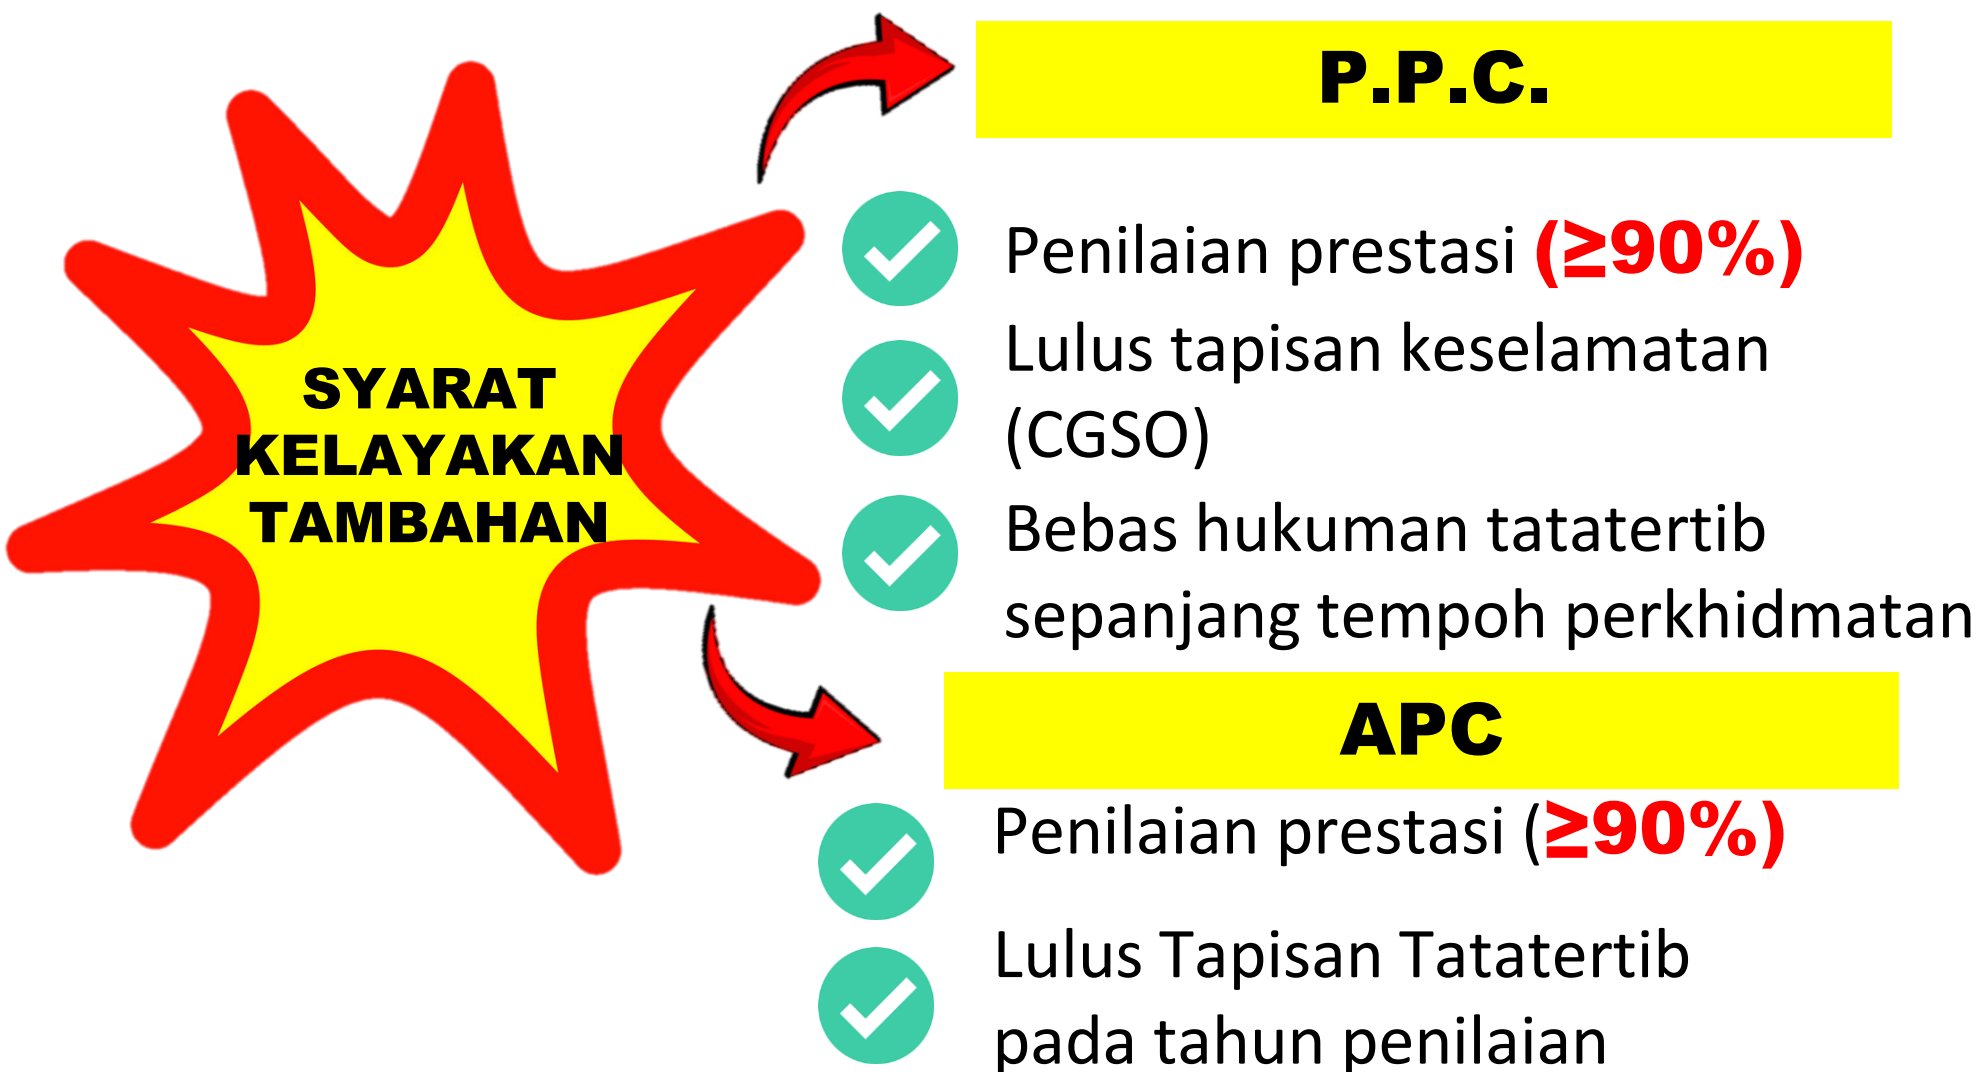 SYARAT
KELAYAKAN
TAMBAHAN
P.P.C.
Penilaian prestasi (≥90%)
Lulus tapisan keselamatan
(CGSO)
Bebas hukuman tatatertib
sepanjang tempoh perkhidmatan
APC
Penilaian prestasi (≥90%)
Lulus Tapisan Tatatertib
pada tahun penilaian